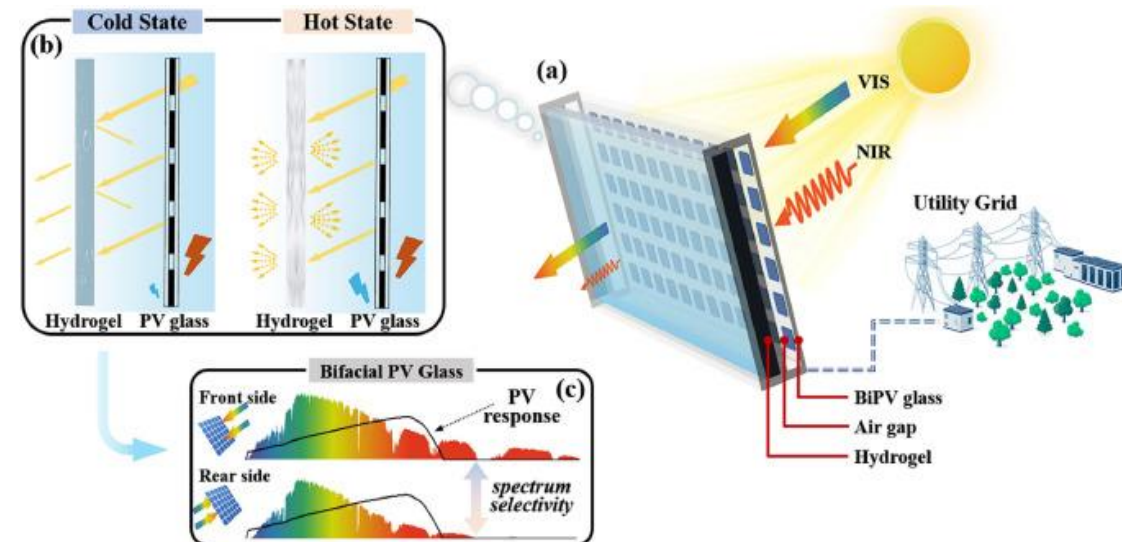 Cold State
Hot State
(b)
Hydrogel
PV glass
Hydrogel
PV glass
(a)
VIS
NIR
Utility Grid
BiPV glass
Air gap
Hydrogel
Bifacial PV Glass
(c)
Front side
PV
response
Rear side
spectrum
selectivity